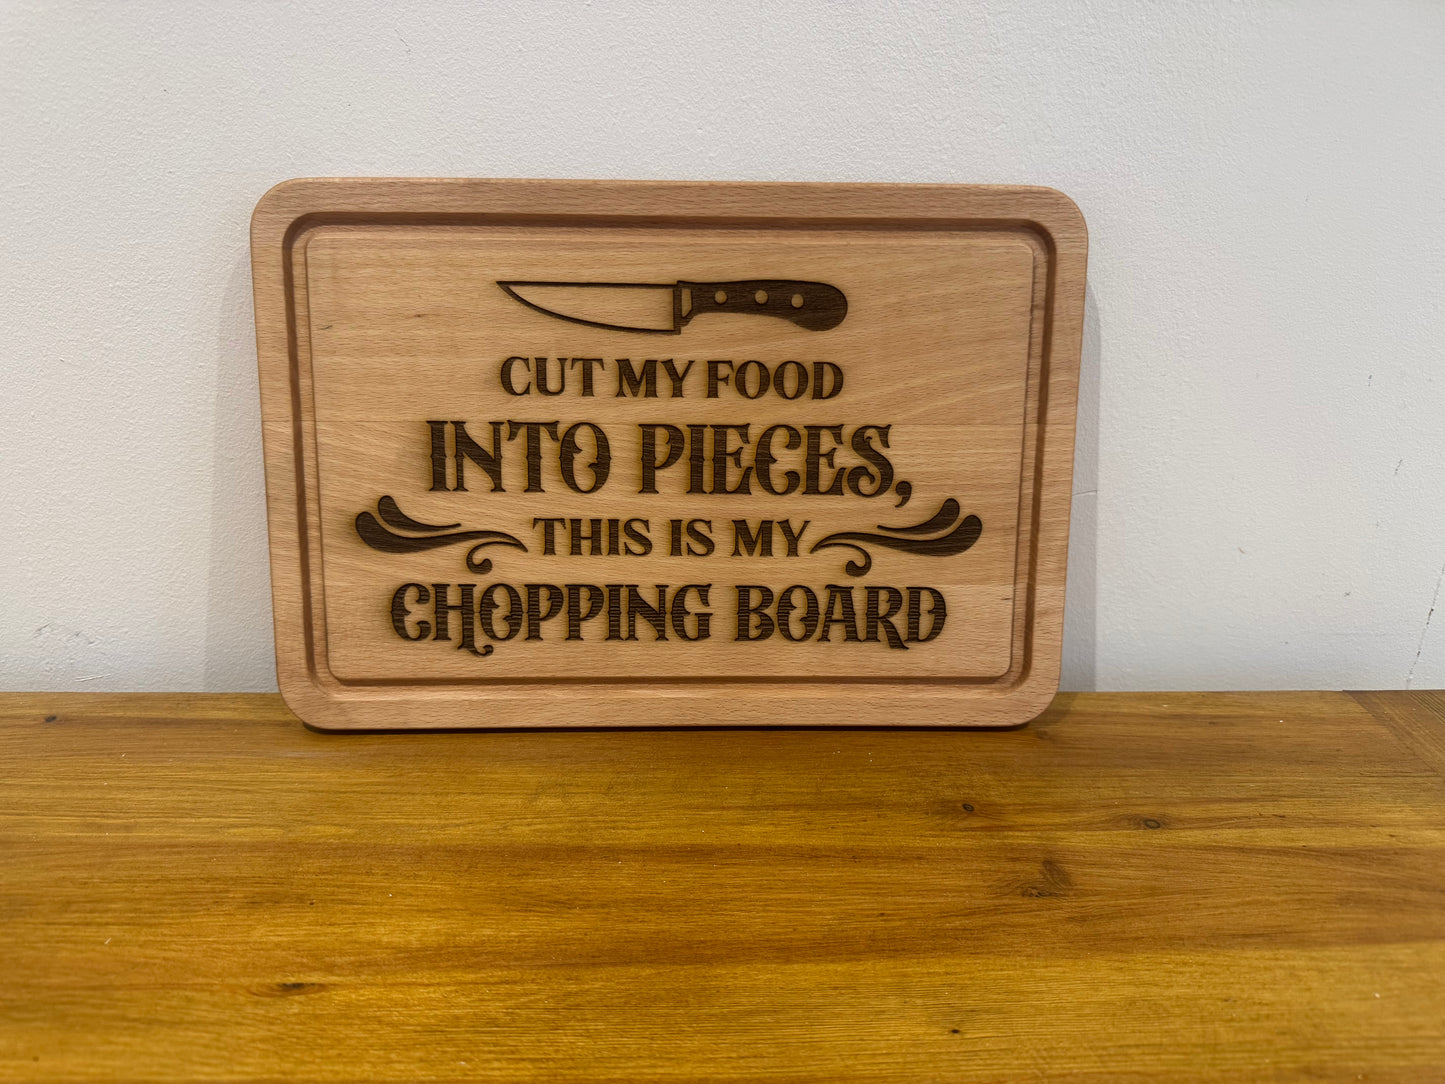 CUT MY FOOD
INTO PIECES,
THIS IS MY
CHOPPING BOARD